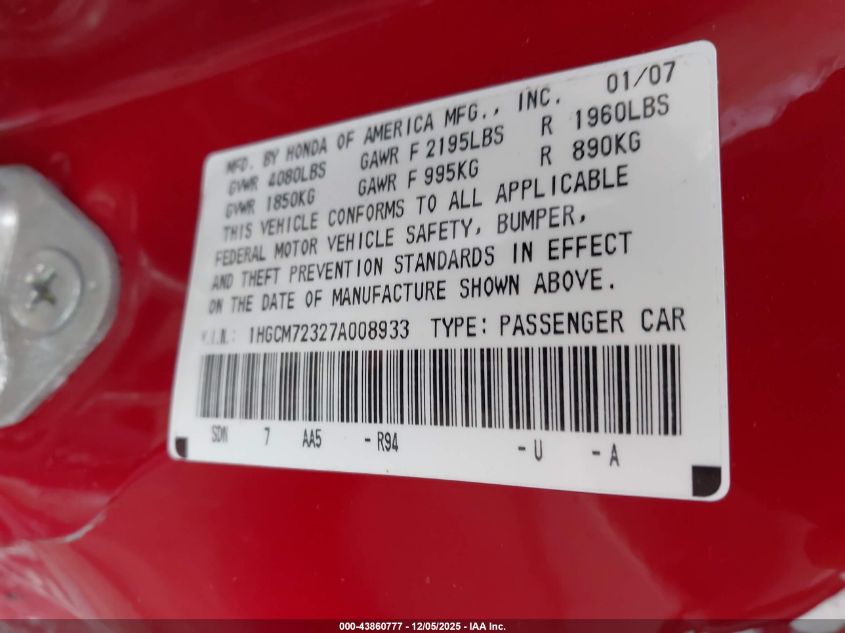 01/07
MFD. BY HONDA OF AMERICA MFG., INC.
GVWR 4080LBS GAWR F 2195LBS R 1960LBS
GVWR 1850KG GAWR F 995KG R 890KG
THIS VEHICLE CONFORMS TO ALL APPLICABLE
FEDERAL MOTOR VEHICLE SAFETY, BUMPER,
AND THEFT PREVENTION STANDARDS IN EFFECT
ON THE DATE OF MANUFACTURE SHOWN ABOVE.
V.I.N.: 1HGCM72327A008933 TYPE: PASSENGER CAR
SDN 7 AA5 - R94 - U - A
000-43860777 - 12/05/2025 - IAA Inc.